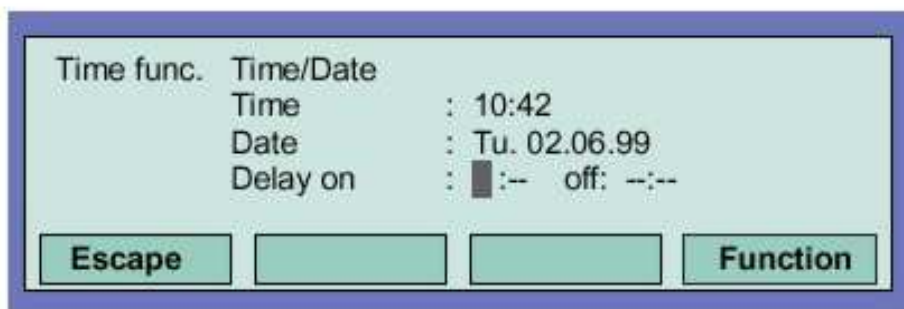 Time func. Time/Date
Time : 10:42
Date : Tu. 02.06.99
Delay on : :-- off: --:--
Escape Function